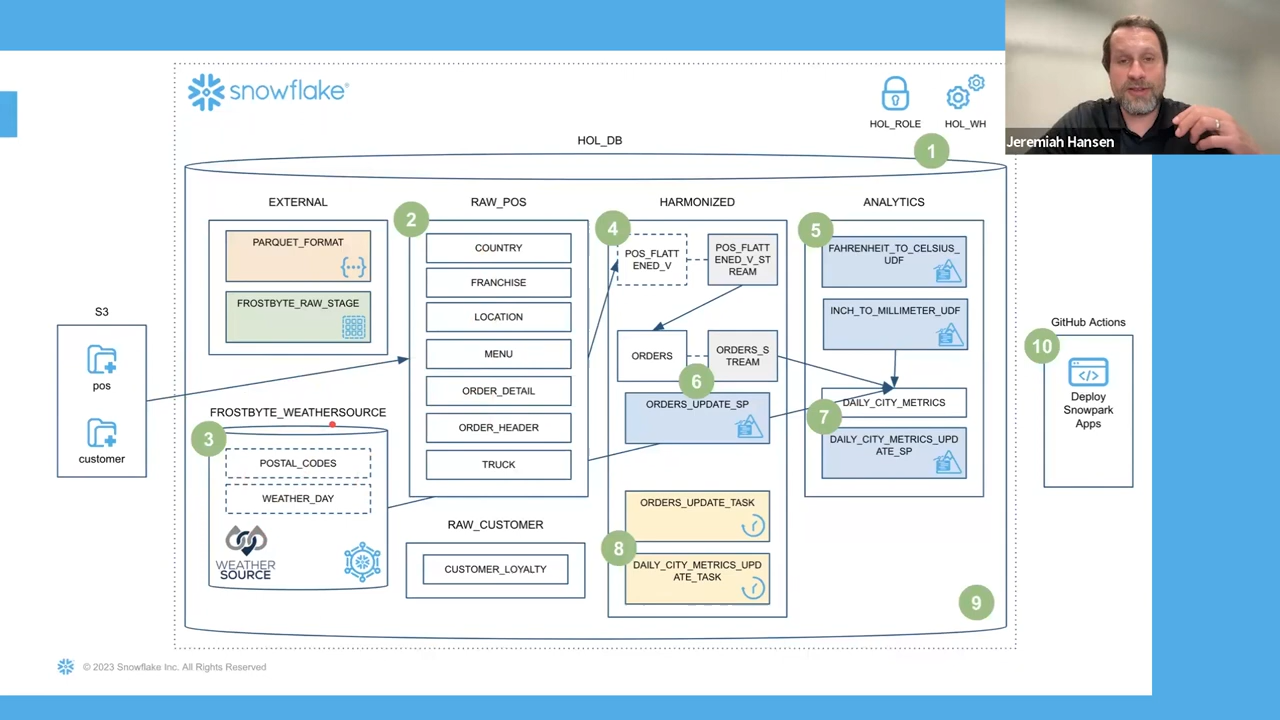 snowflake®
HOL_ROLE
HOL_WH
Jeremiah Hansen
HOL_DB
1
EXTERNAL
PARQUET_FORMAT
{···}
FROSTBYTE_RAW_STAGE
2
RAW_POS
COUNTRY
FRANCHISE
LOCATION
MENU
ORDER_DETAIL
ORDER_HEADER
TRUCK
4
HARMONIZED
POS_FLATT
ENED_V
POS_FLATT
ENED_V_ST
REAM
ORDERS
ORDERS_S
TREAM
6
ORDERS_UPDATE_SP
ORDERS_UPDATE_TASK
8
DAILY_CITY_METRICS_UPD
ATE_TASK
5
ANALYTICS
FAHRENHEIT_TO_CELSIUS_
UDF
INCH_TO_MILLIMETER_UDF
7
DAILY_CITY_METRICS
DAILY_CITY_METRICS_UPD
ATE_SP
S3
pos
customer
FROSTBYTE_WEATHERSOURCE
3
POSTAL_CODES
WEATHER_DAY
WEATHER
SOURCE
RAW_CUSTOMER
CUSTOMER_LOYALTY
9
GitHub Actions
10
</>
Deploy
Snowpark
Apps
© 2023 Snowflake Inc. All Rights Reserved